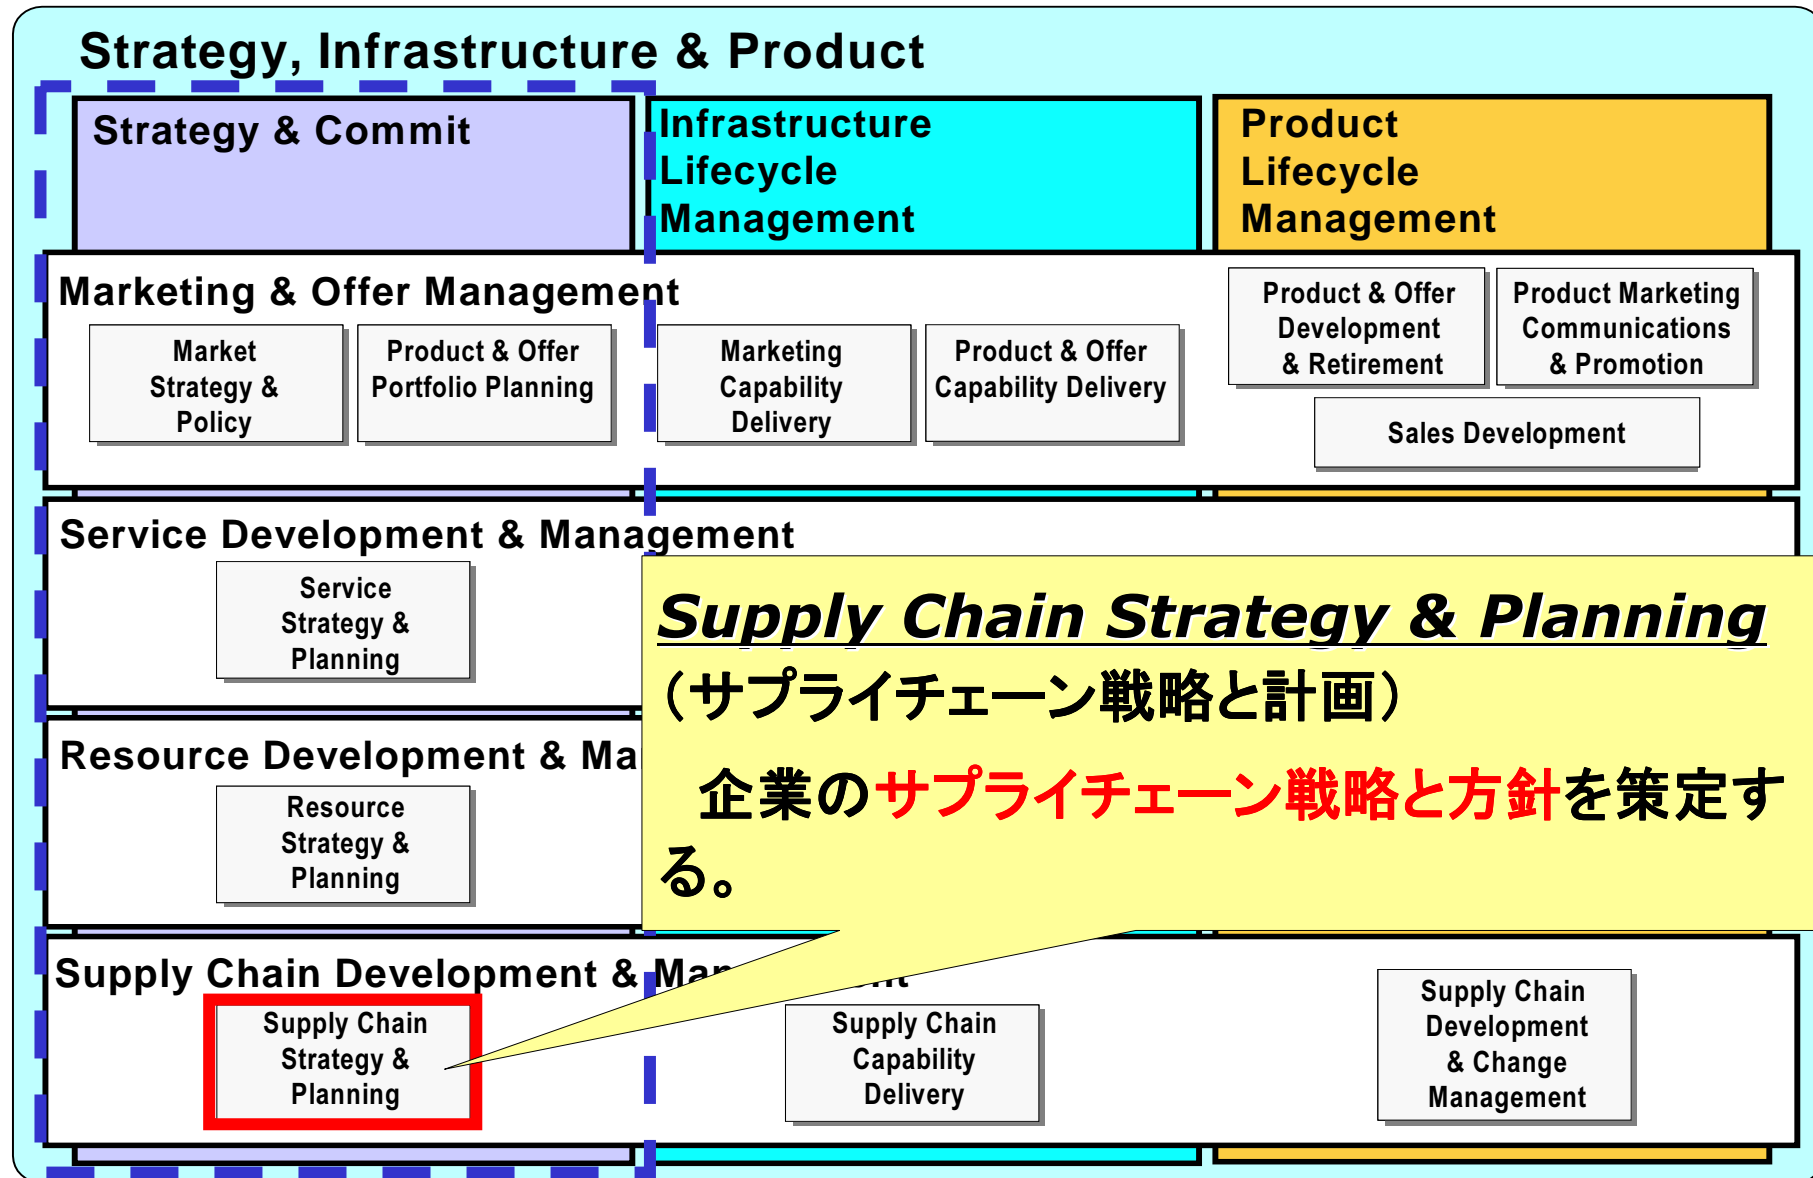 Strategy, Infrastructure & Product
Strategy & Commit
Infrastructure
Lifecycle
Management
Product
Lifecycle
Management
Marketing & Offer Management
Market
Strategy &
Policy
Product & Offer
Portfolio Planning
Marketing
Capability
Delivery
Product & Offer
Capability Delivery
Product & Offer
Development
& Retirement
Product Marketing
Communications
& Promotion
Sales Development
Service Development & Management
Service
Strategy &
Planning
Supply Chain Strategy & Planning
（サプライチェーン戦略と計画）
企業のサプライチェーン戦略と方針を策定す
る。
Resource Development & Ma
Resource
Strategy &
Planning
Supply Chain Development &
Supply Chain
Strategy &
Planning
Supply Chain
Capability
Delivery
Supply Chain
Development
& Change
Management